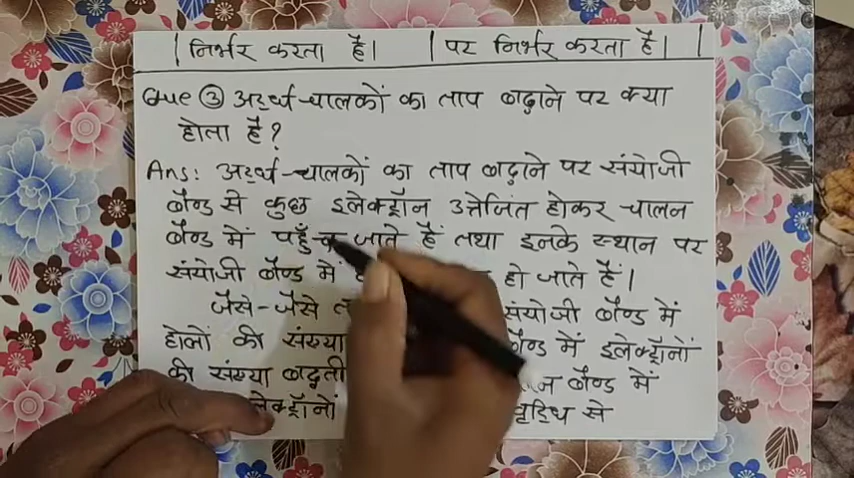 | निर्भर करता है। | पर निर्भर करता है। |
Que ③ अर्ध्द-चालकों का ताप बढ़ाने पर क्या
होता है?
Ans: अर्ध्द-चालकों का ताप बढ़ाने पर संयोजी
बैण्ड से कुछ इलेक्ट्रॉन उत्तेजित होकर चालन
बैण्ड में पहुँच जाते हैं तथा इनके स्थान पर
संयोजी बैण्ड में हो जाते हैं।
जैसे-जैसे संयोजी बैण्ड में
होलों की संख्या बैण्ड में इलेक्ट्रॉनों
की संख्या बढ़ती बैण्ड में
वृद्धि से